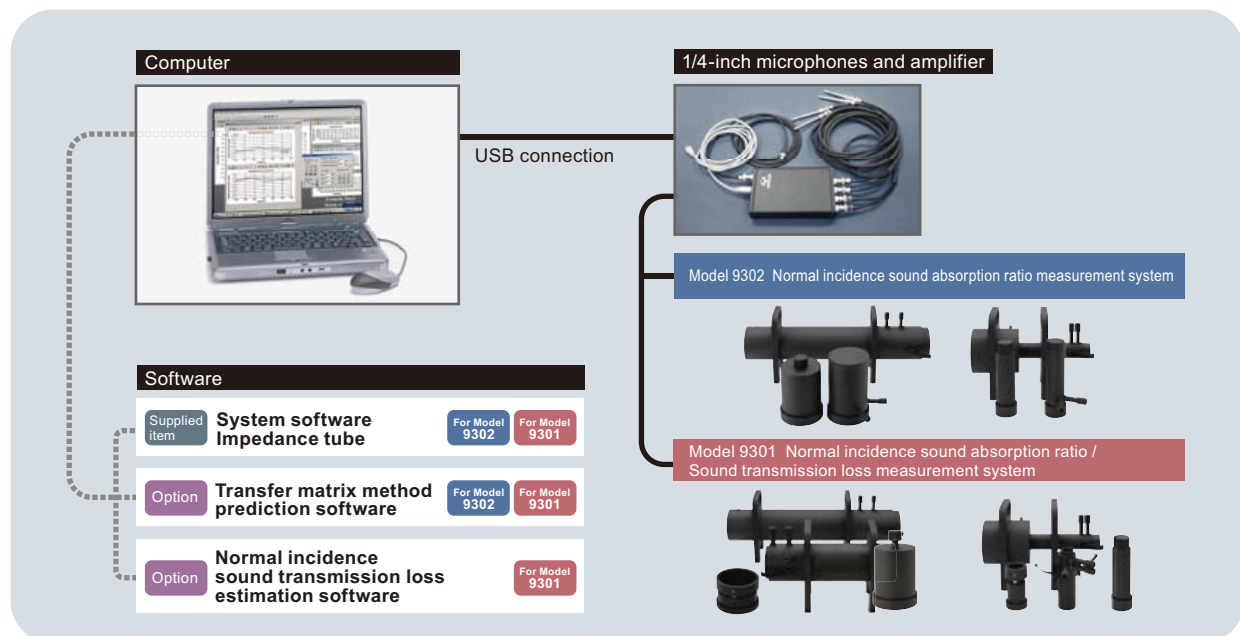 Computer
1/4-inch microphones and amplifier
USB connection
Model 9302 Normal incidence sound absorption ratio measurement system
Software
Supplied
item
System software
Impedance tube
For Model
9302
For Model
9301
Option
Transfer matrix method
prediction software
For Model
9302
For Model
9301
Option
Normal incidence
sound transmission loss
estimation software
For Model
9301
Model 9301 Normal incidence sound absorption ratio /
Sound transmission loss measurement system